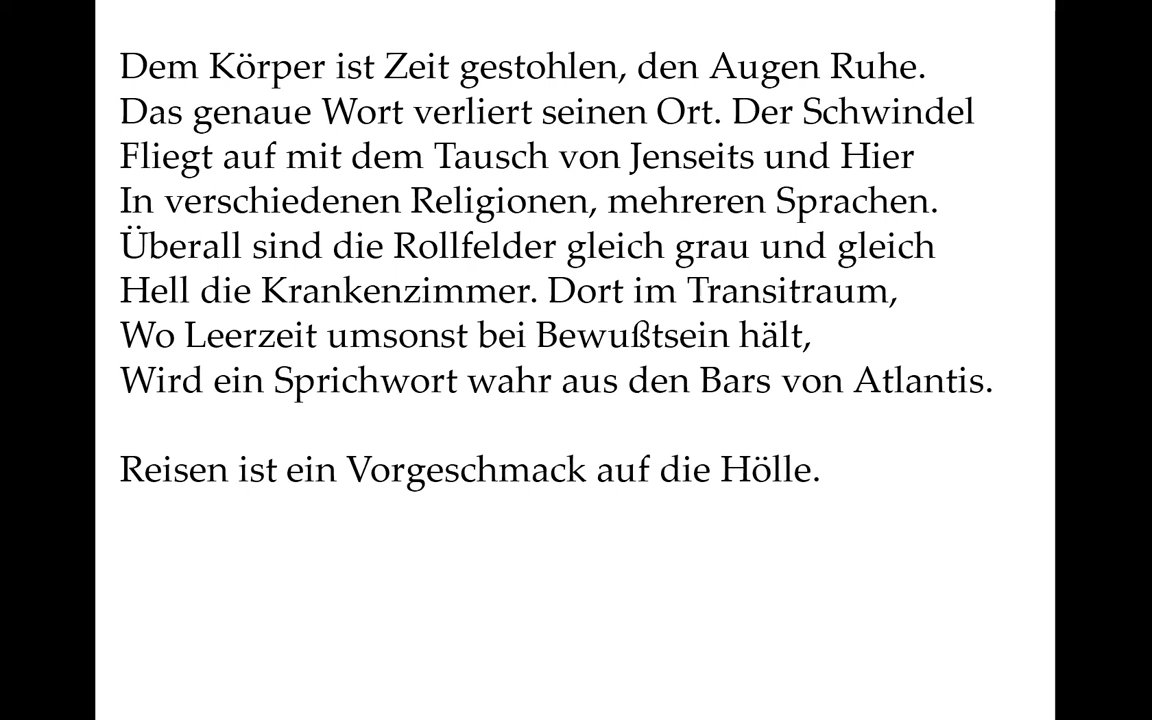 Dem Körper ist Zeit gestohlen, den Augen Ruhe.
Das genaue Wort verliert seinen Ort. Der Schwindel
Fliegt auf mit dem Tausch von Jenseits und Hier
In verschiedenen Religionen, mehreren Sprachen.
Überall sind die Rollfelder gleich grau und gleich
Hell die Krankenzimmer. Dort im Transitraum,
Wo Leerzeit umsonst bei Bewußtsein hält,
Wird ein Sprichwort wahr aus den Bars von Atlantis.

Reisen ist ein Vorgeschmack auf die Hölle.